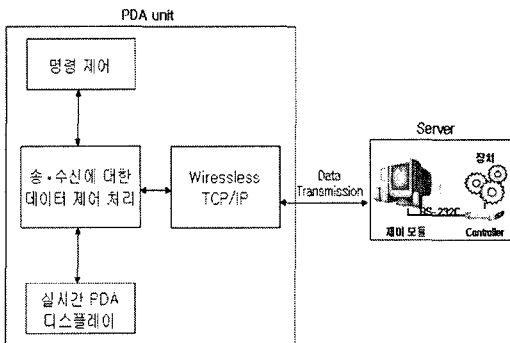 PDA unit
명령 제어
송·수신에 대한
데이터 제어 처리
Wiressless
TCP/IP
실시간 PDA
디스플레이
Data
Transmission
Server
장치
RS-232C
제어 모듈
Controller